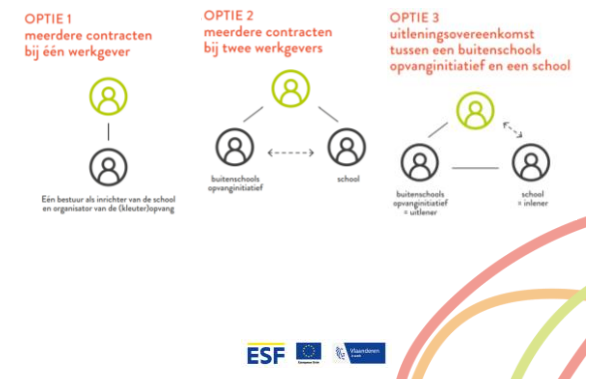 OPTIE 1
meerdere contracten
bij één werkgever
Eén bestuur als inrichter van de school
en organisator van de (kleuter)opvang
OPTIE 2
meerdere contracten
bij twee werkgevers
buitenschools
opvanginitiatief
school
OPTIE 3
uitleningsovereenkomst
tussen een buitenschools
opvanginitiatief en een school
buitenschools
opvanginitiatief
= uitlener
school
= inlener
ESF
Europese Unie
Vlaanderen